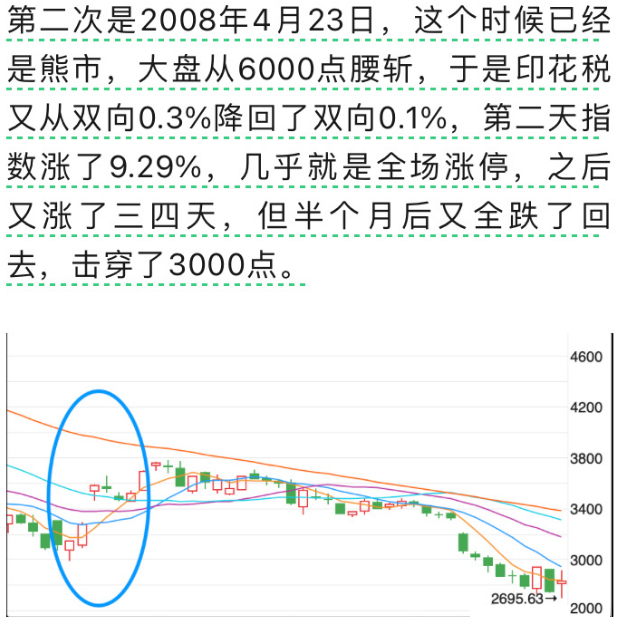 第二次是2008年4月23日，这个时候已经
是熊市，大盘从6000点腰斩，于是印花税
又从双向0.3%降回了双向0.1%，第二天指
数涨了9.29%，几乎就是全场涨停，之后
又涨了三四天，但半个月后又全跌了回
去，击穿了3000点。
4600
4200
3800
3400
3000
2695.63→
2000